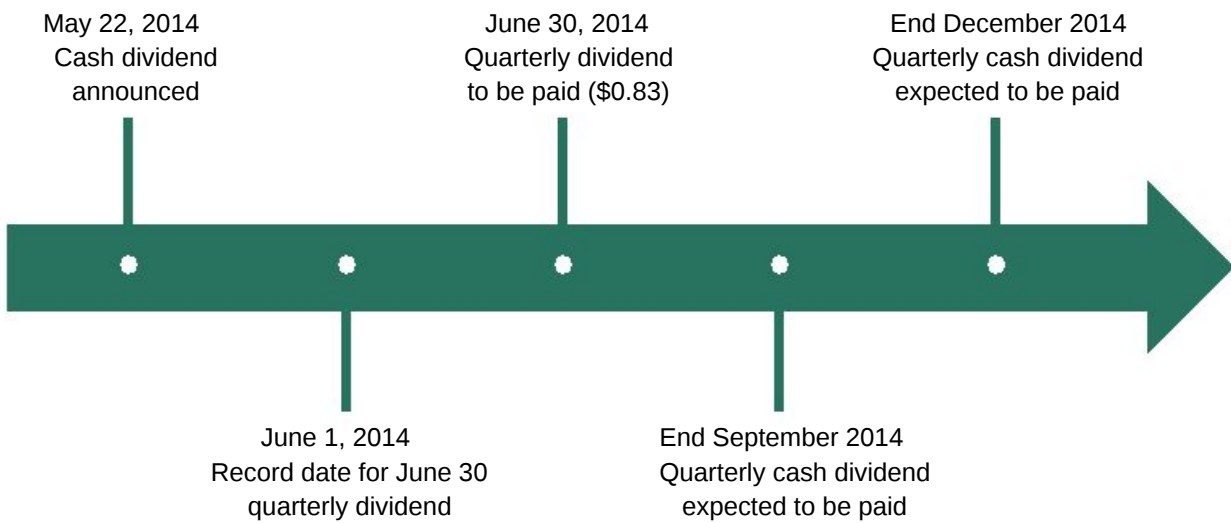 May 22, 2014
Cash dividend
announced
June 30, 2014
Quarterly dividend
to be paid ($0.83)
End December 2014
Quarterly cash dividend
expected to be paid
June 1, 2014
Record date for June 30
quarterly dividend
End September 2014
Quarterly cash dividend
expected to be paid